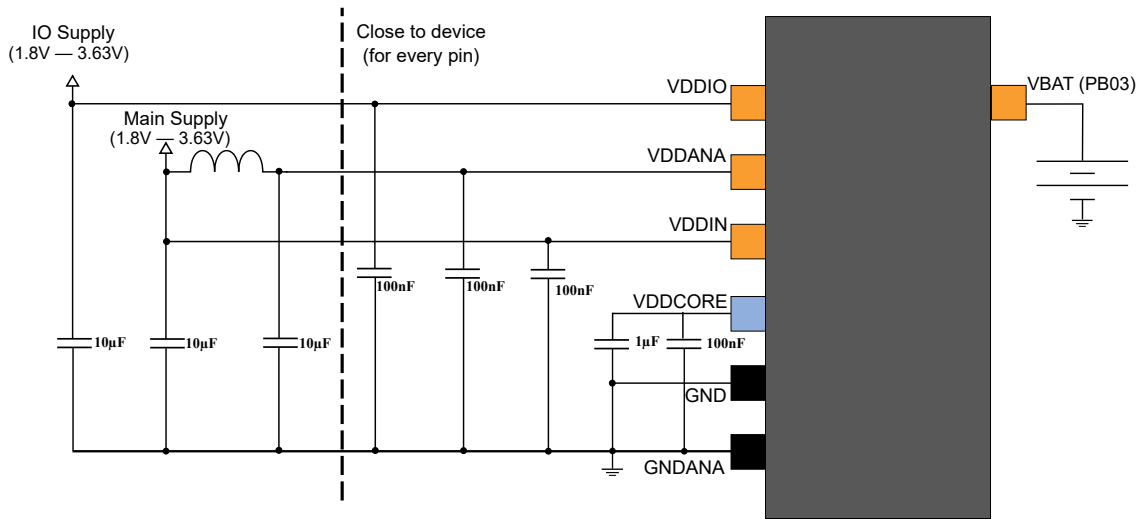 IO Supply
(1.8V — 3.63V)
Close to device
(for every pin)
Main Supply
(1.8V — 3.63V)
VDDIO
VBAT (PB03)
VDDANA
VDDIN
100nF
100nF
100nF
VDDCORE
10µF
10µF
10µF
1µF
100nF
GND
GNDANA